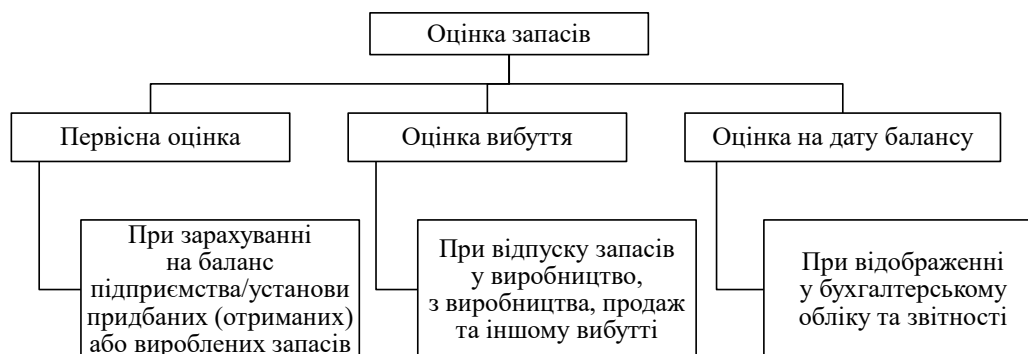 Оцінка запасів
Первісна оцінка
Оцінка вибуття
Оцінка на дату балансу
При зарахуванні
на баланс
підприємства/установи
придбаних (отриманих)
або вироблених запасів
При відпуску запасів
у виробництво,
з виробництва, продаж
та іншому вибутті
При відображенні
у бухгалтерському
обліку та звітності